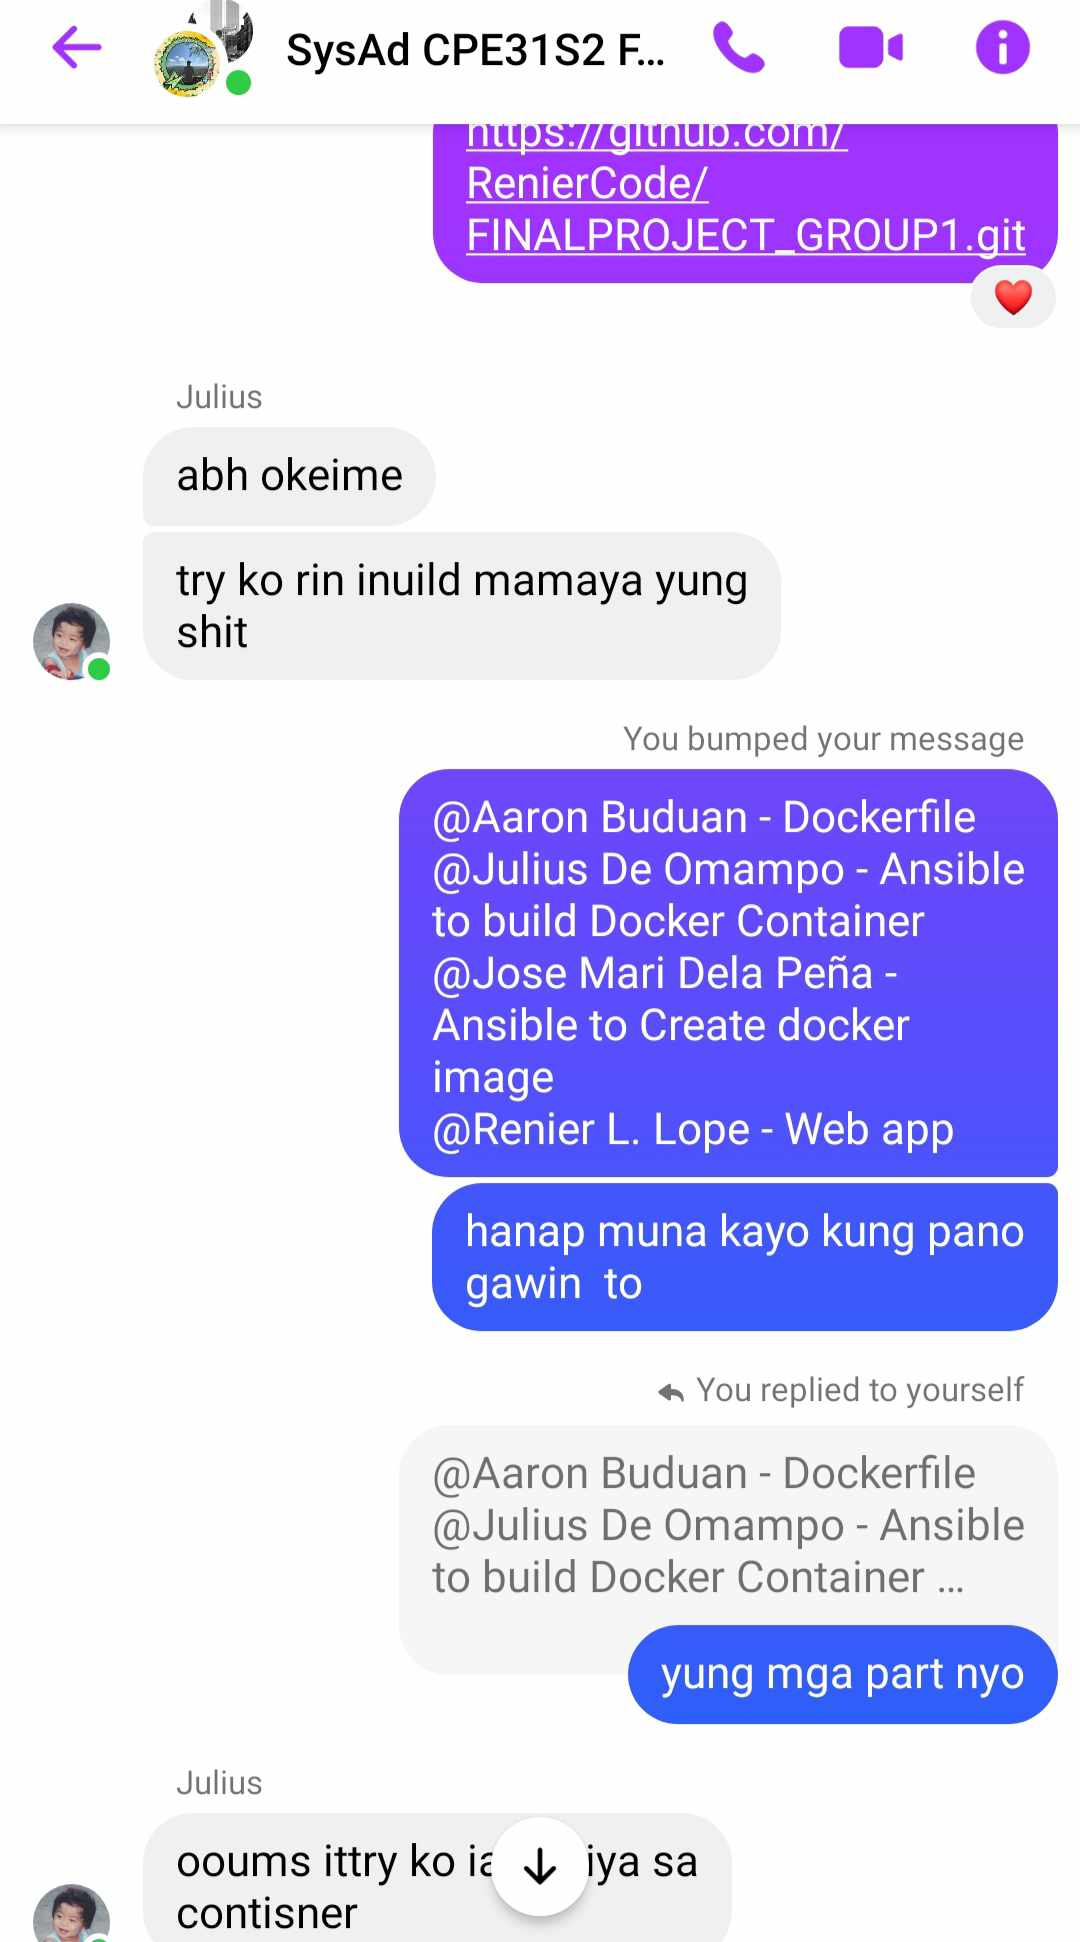 SysAd CPE31S2 F...
https://github.com/
RenierCode/
FINALPROJECT_GROUP1.git
Julius
abh okeime
try ko rin inuild mamaya yung
shit
You bumped your message
@Aaron Buduan - Dockerfile
@Julius De Omampo - Ansible
to build Docker Container
@Jose Mari Dela Peña -
Ansible to Create docker
image
@Renier L. Lope - Web app
hanap muna kayo kung pano
gawin  to
You replied to yourself
@Aaron Buduan - Dockerfile
@Julius De Omampo - Ansible
to build Docker Container ...
yung mga part nyo
Julius
ooums ittry ko sa
contisner